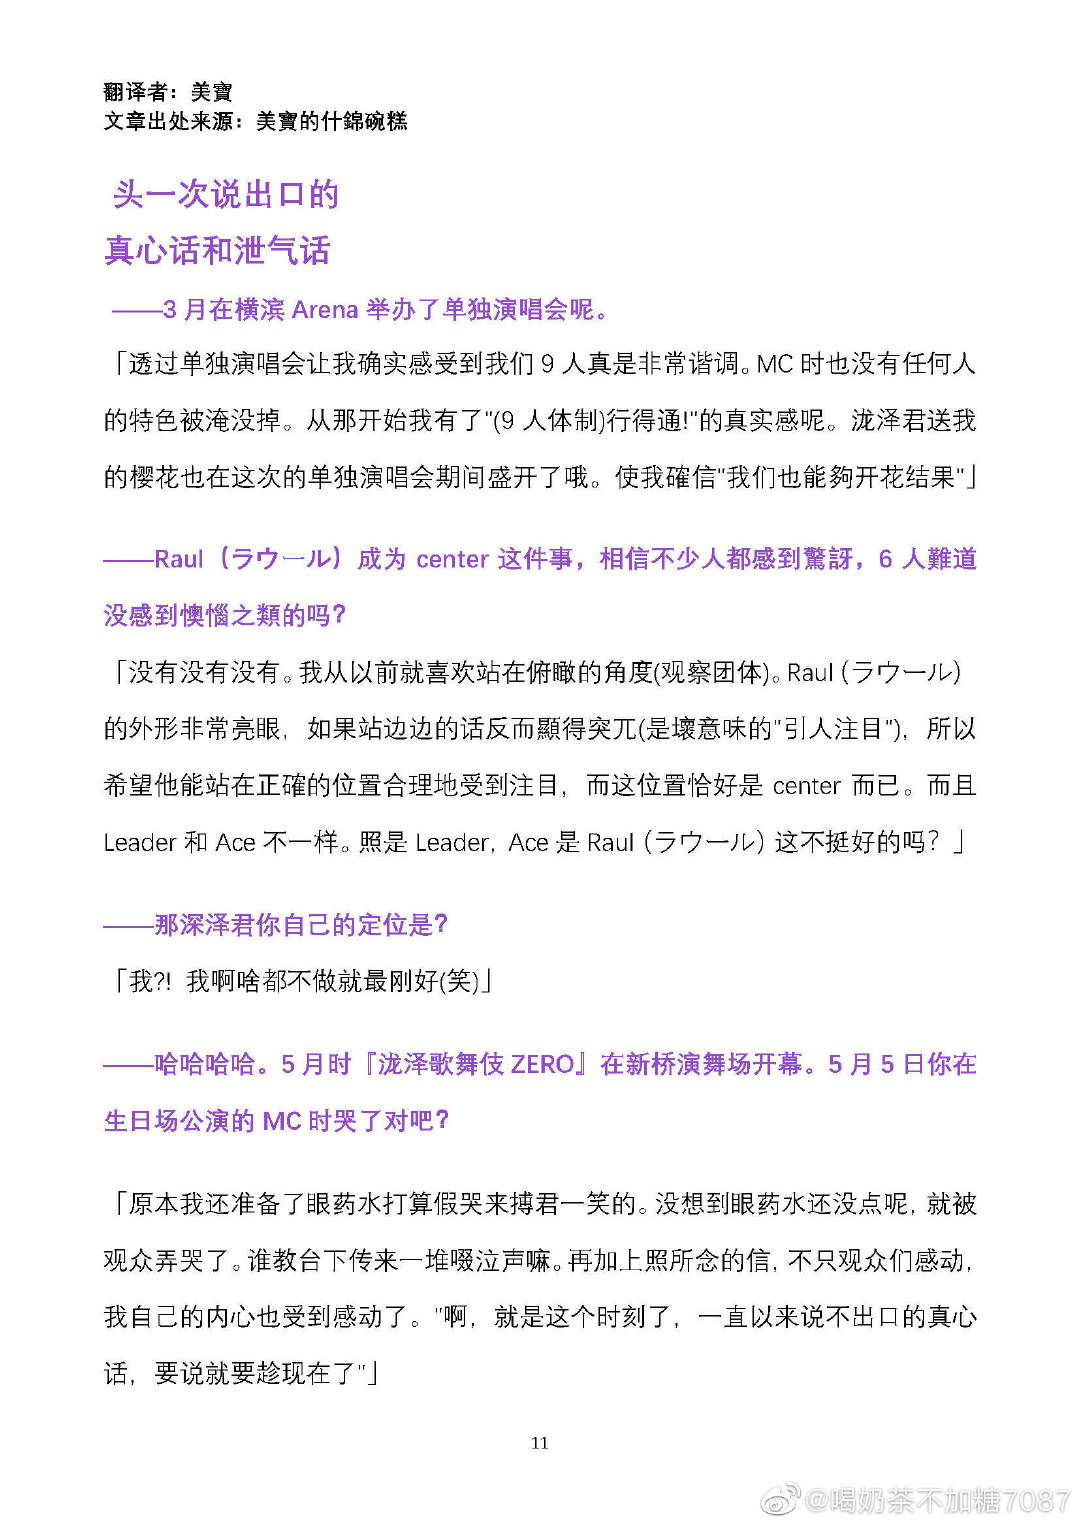 翻译者：美寶
文章出处来源：美寶的什錦碗糕
头一次说出口的
真心话和泄气话
——3 月在横滨 Arena 举办了单独演唱会呢。
「透过单独演唱会让我确实感受到我们 9 人真是非常谐调。MC 时也没有任何人
的特色被淹没掉。从那开始我有了"(9 人体制)行得通!"的真实感呢。泷泽君送我
的樱花也在这次的单独演唱会期间盛开了哦。使我確信"我们也能夠开花结果"」
——Raul（ラウール）成为 center 这件事，相信不少人都感到驚訝，6 人難道
没感到懊惱之類的吗？
「没有没有没有。我从以前就喜欢站在俯瞰的角度(观察团体)。Raul（ラウール）
的外形非常亮眼，如果站边边的话反而顯得突兀(是壞意味的"引人注目")，所以
希望他能站在正確的位置合理地受到注目，而这位置恰好是 center 而已。而且
Leader 和 Ace 不一样。照是 Leader，Ace 是 Raul（ラウール）这不挺好的吗？」
——那深泽君你自己的定位是？
「我?! 我啊啥都不做就最刚好(笑)」
——哈哈哈哈。5 月时『泷泽歌舞伎 ZERO』在新桥演舞场开幕。5 月 5 日你在
生日场公演的 MC 时哭了对吧？
「原本我还准备了眼药水打算假哭来搏君一笑的。没想到眼药水还没点呢，就被
观众弄哭了。谁教台下传来一堆啜泣声嘛。再加上照所念的信，不只观众们感动，
我自己的内心也受到感动了。"啊，就是这个时刻了，一直以来说不出口的真心
话，要说就要趁现在了"」
11
@喝奶茶不加糖7087